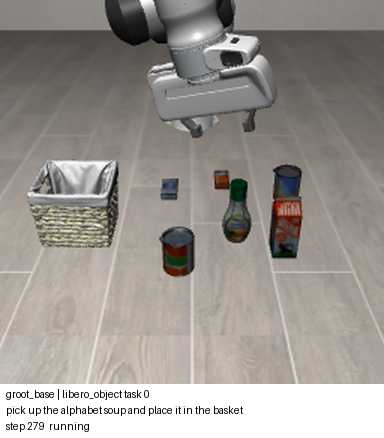 groot_base | libero_object task 0
pick up the alphabet soup and place it in the basket
step 279 running